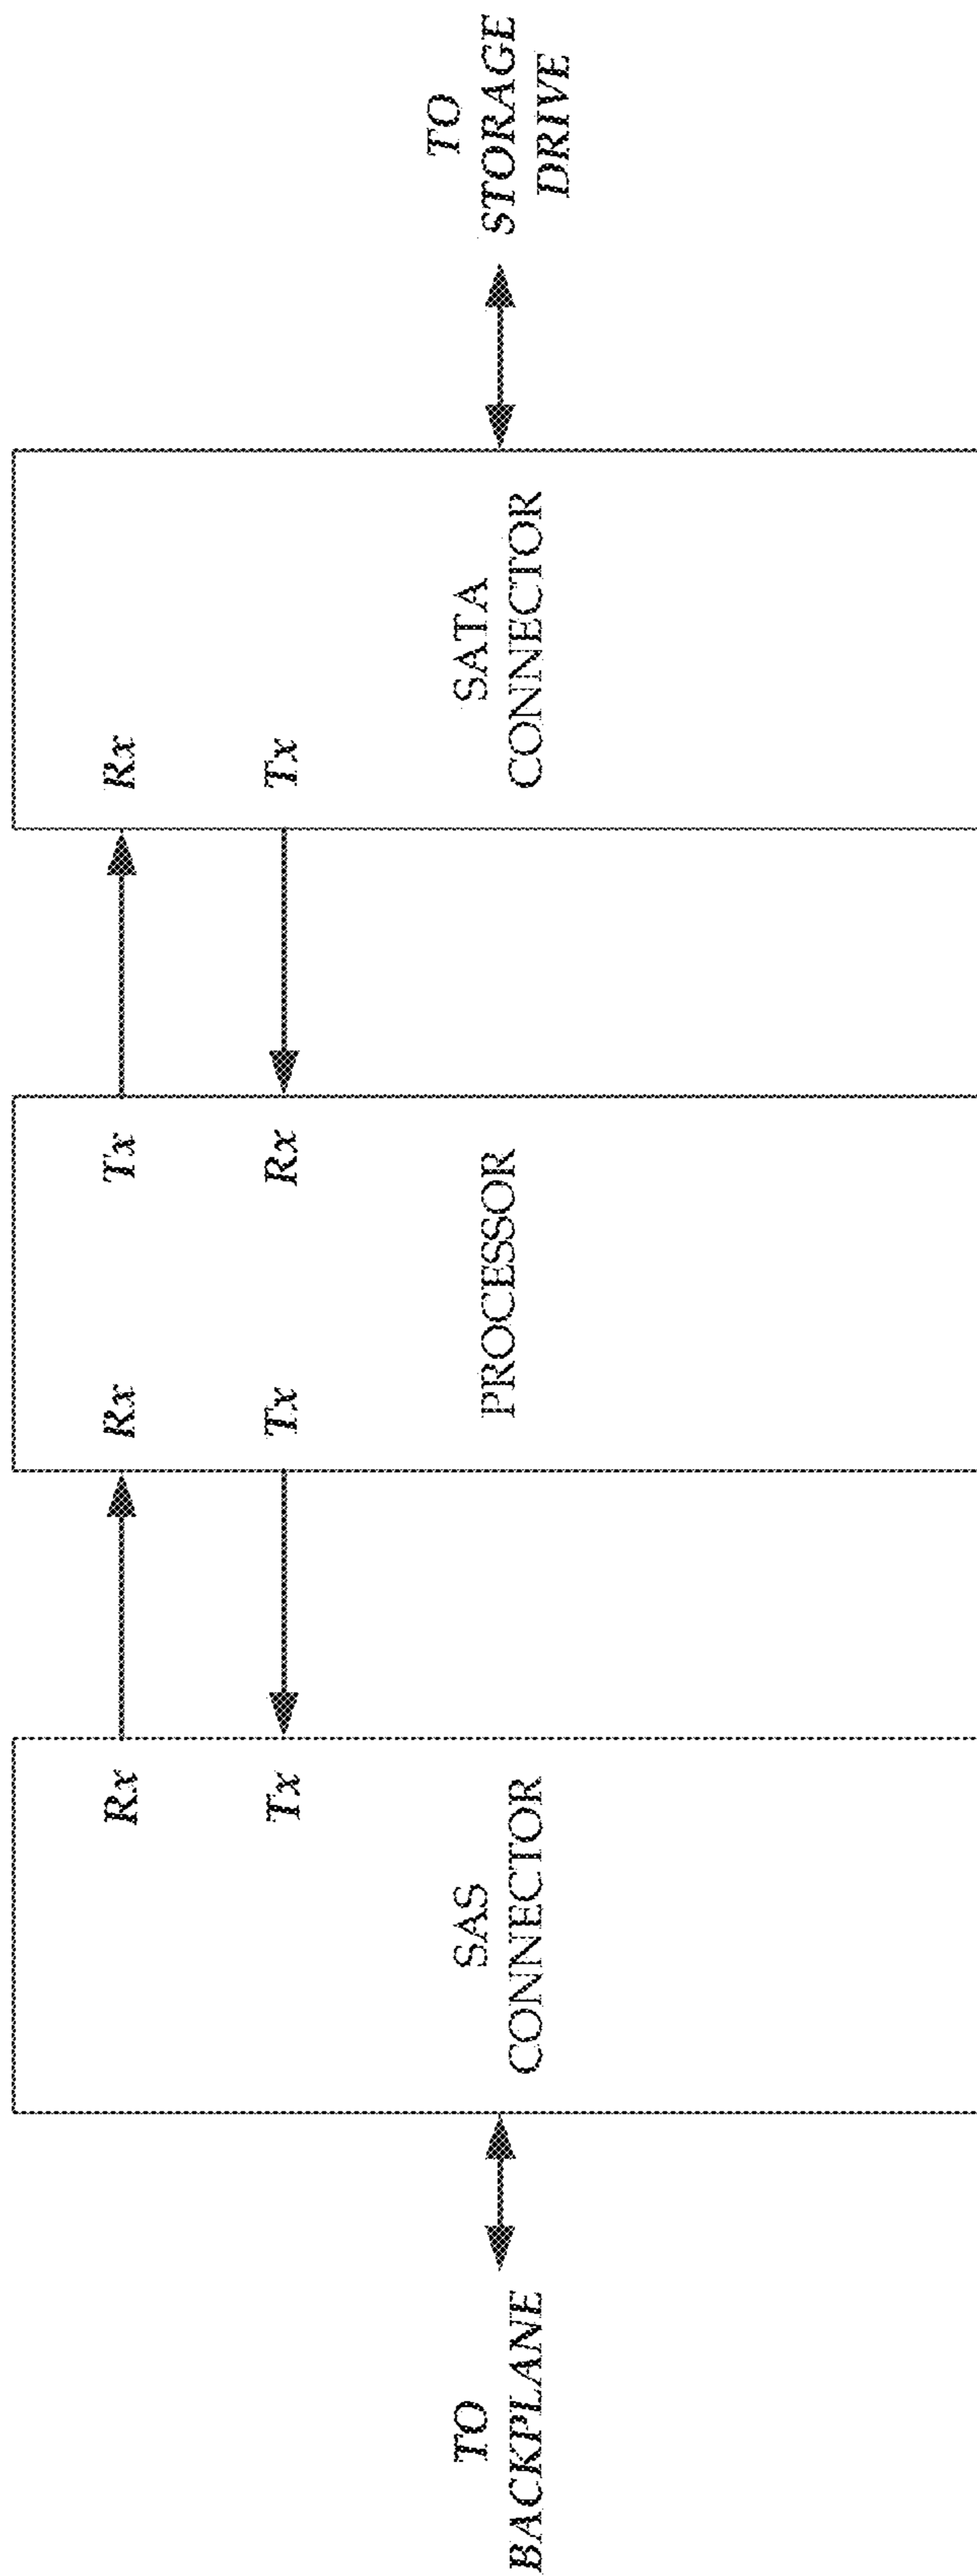 TO
BACKPLANE
Rx
Tx
SAS
CONNECTOR
Rx
Tx
Tx
Rx
PROCESSOR
Rx
Tx
SATA
CONNECTOR
TO
STORAGE
DRIVE